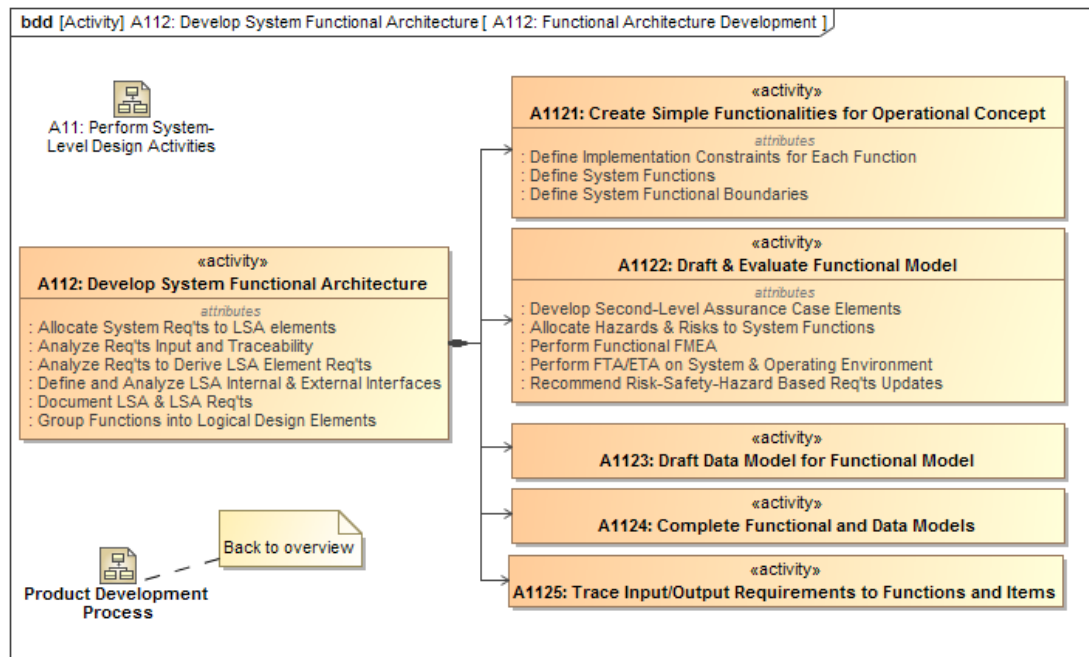 bdd [Activity] A112: Develop System Functional Architecture [ A112: Functional Architecture Development ]
A11: Perform System-
Level Design Activities
«activity»
A112: Develop System Functional Architecture
attributes
: Allocate System Req'ts to LSA elements
: Analyze Req'ts Input and Traceability
: Analyze Req'ts to Derive LSA Element Req'ts
: Define and Analyze LSA Internal & External Interfaces
: Document LSA & LSA Req'ts
: Group Functions into Logical Design Elements
«activity»
A1121: Create Simple Functionalities for Operational Concept
attributes
: Define Implementation Constraints for Each Function
: Define System Functions
: Define System Functional Boundaries
«activity»
A1122: Draft & Evaluate Functional Model
attributes
: Develop Second-Level Assurance Case Elements
: Allocate Hazards & Risks to System Functions
: Perform Functional FMEA
: Perform FTA/ETA on System & Operating Environment
: Recommend Risk-Safety-Hazard Based Req'ts Updates
«activity»
A1123: Draft Data Model for Functional Model
«activity»
A1124: Complete Functional and Data Models
«activity»
A1125: Trace Input/Output Requirements to Functions and Items
Back to overview
Product Development
Process